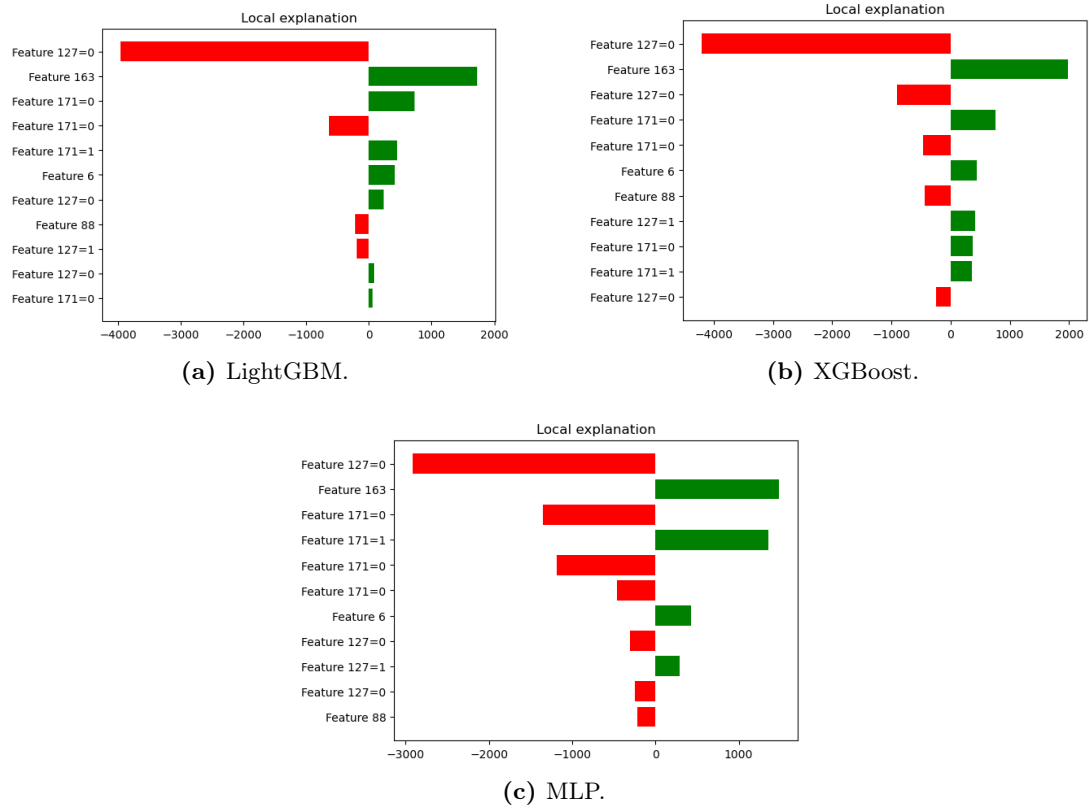 Local explanation
Feature 127=0
Feature 163
Feature 171=0
Feature 171=0
Feature 171=1
Feature 6
Feature 127=0
Feature 88
Feature 127=1
Feature 127=0
Feature 171=0
−4000 −3000 −2000 −1000 0 1000 2000
(a) LightGBM.
Local explanation
Feature 127=0
Feature 163
Feature 127=0
Feature 171=0
Feature 171=0
Feature 6
Feature 88
Feature 127=1
Feature 171=0
Feature 171=1
Feature 127=0
−4000 −3000 −2000 −1000 0 1000 2000
(b) XGBoost.
Local explanation
Feature 127=0
Feature 163
Feature 171=0
Feature 171=1
Feature 171=0
Feature 171=0
Feature 6
Feature 127=0
Feature 127=1
Feature 127=0
Feature 88
−3000 −2000 −1000 0 1000
(c) MLP.